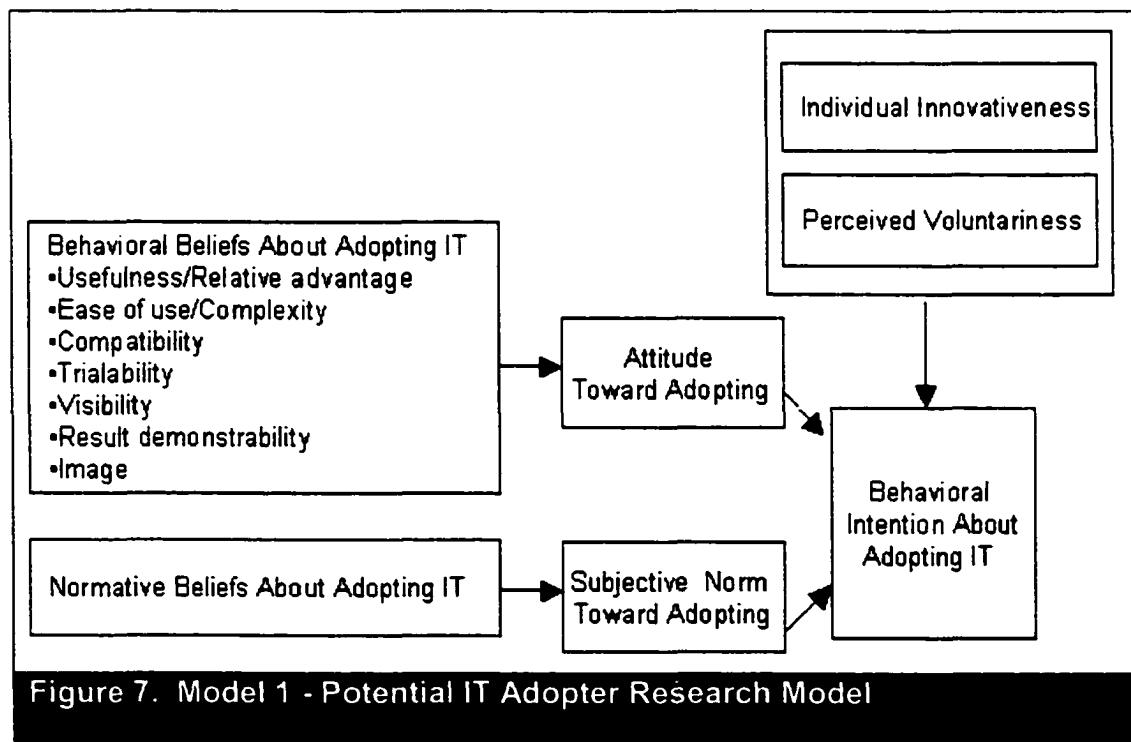 Individual Innovativeness
Perceived Voluntariness
Behavioral Beliefs About Adopting IT
▪Usefulness/Relative advantage
▪Ease of use/Complexity
▪Compatibility
▪Trialability
▪Visibility
▪Result demonstrability
▪Image
Attitude
Toward Adopting
Behavioral
Intention About
Adopting IT
Normative Beliefs About Adopting IT
Subjective Norm
Toward Adopting
Figure 7. Model 1 - Potential IT Adopter Research Model